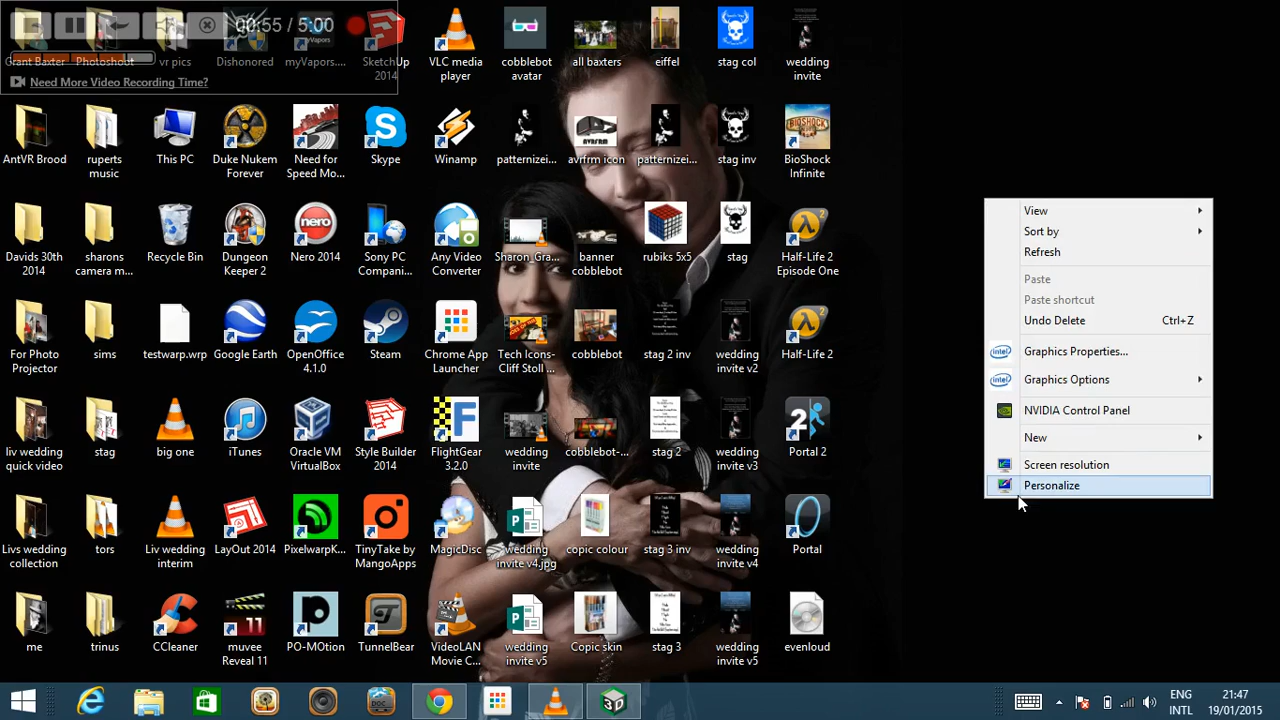 00:55 / 5:00
Need More Video Recording Time?
Grant Baxter
Photoshoot
vr pics
Dishonored
myVapors....
SketchUp 2014
VLC media player
cobblebot avatar
all baxters
eiffel
stag col
wedding invite
AntVR Brood
ruperts music
This PC
Duke Nukem Forever
Need for Speed Mo...
Skype
Winamp
patternizei...
avrfrm icon
patternizei...
stag inv
BioShock Infinite
Davids 30th 2014
sharons camera m...
Recycle Bin
Dungeon Keeper 2
Nero 2014
Sony PC Compani...
Any Video Converter
Sharon_Gra...
banner cobblebot
rubiks 5x5
stag
Half-Life 2 Episode One
For Photo Projector
sims
testwarp.wrp
Google Earth
OpenOffice 4.1.0
Steam
Chrome App Launcher
Tech Icons- Cliff Stoll ...
cobblebot
stag 2 inv
wedding invite v2
Half-Life 2
liv wedding quick video
stag
big one
iTunes
Oracle VM VirtualBox
Style Builder 2014
FlightGear 3.2.0
wedding invite
cobblebot-...
stag 2
wedding invite v3
Portal 2
Livs wedding collection
tors
Liv wedding interim
LayOut 2014
PixelwarpK...
TinyTake by MangoApps
MagicDisc
wedding invite v4.jpg
copic colour
stag 3 inv
wedding invite v4
Portal
me
trinus
CCleaner
muvee Reveal 11
PO-MOtion
TunnelBear
VideoLAN Movie C...
wedding invite v5
Copic skin
stag 3
wedding invite v5
evenloud
View
Sort by
Refresh
Paste
Paste shortcut
Undo Delete Ctrl+Z
Graphics Properties...
Graphics Options
NVIDIA Control Panel
New
Screen resolution
Personalize
ENG 21:47
INTL 19/01/2015